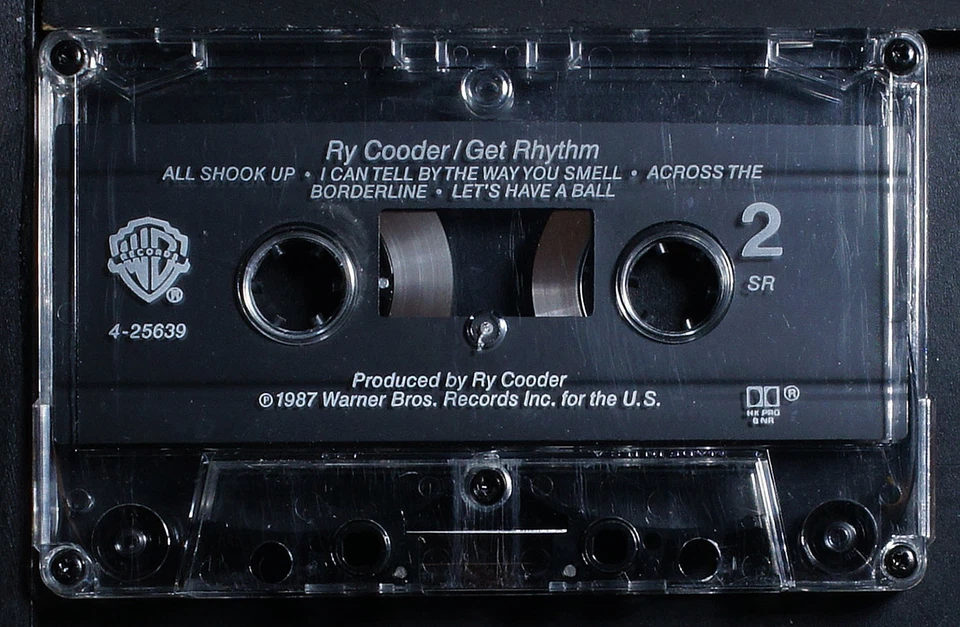 Ry Cooder / Get Rhythm
ALL SHOOK UP • I CAN TELL BY THE WAY YOU SMELL • ACROSS THE
BORDERLINE • LET'S HAVE A BALL
2
SR
WB
RECORDS
®
4-25639
Produced by Ry Cooder
℗1987 Warner Bros. Records Inc. for the U.S.
®
HX PRO
B NR